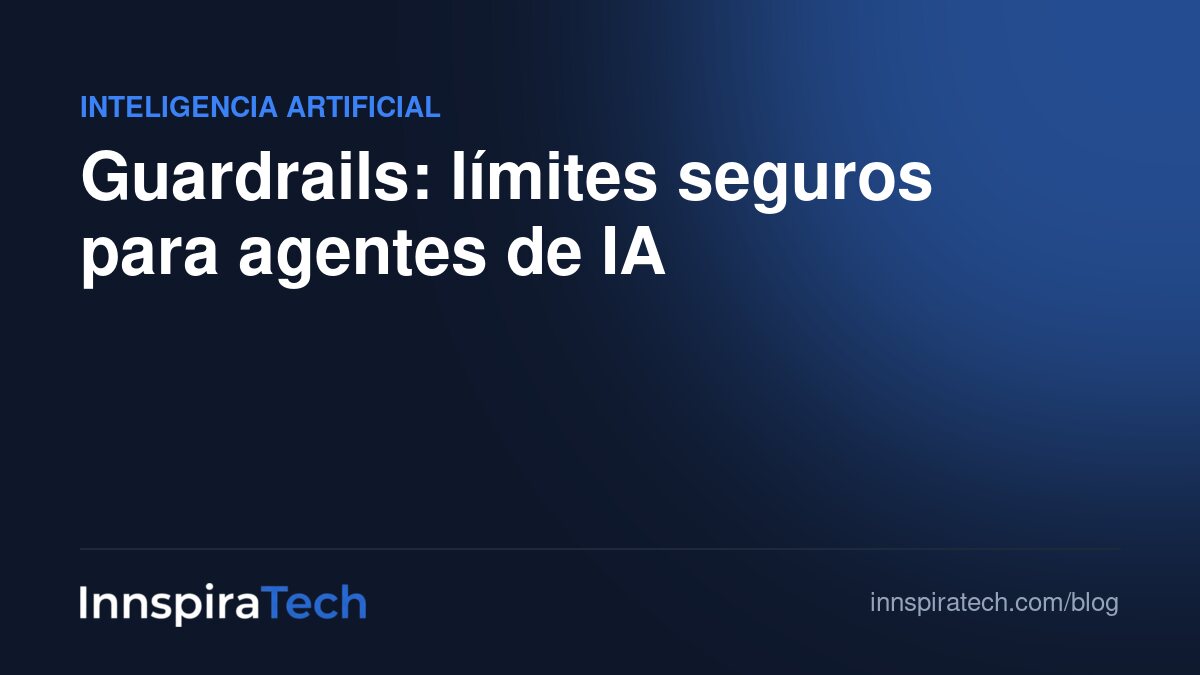 INTELIGENCIA ARTIFICIAL
Guardrails: límites seguros
para agentes de IA
InnspiraTech
innspiratech.com/blog